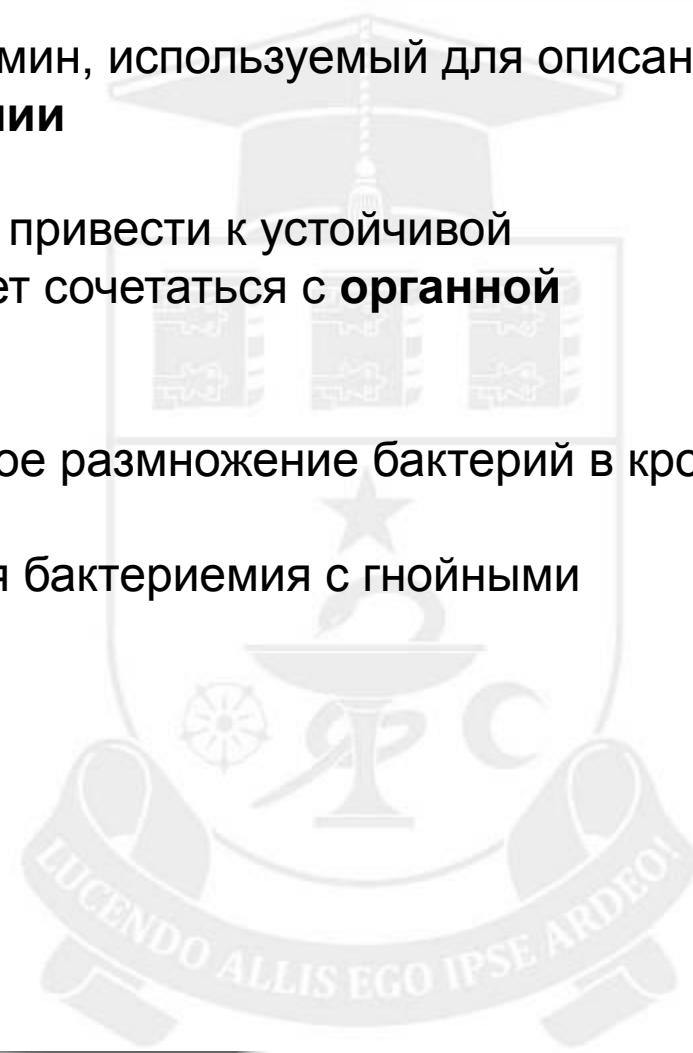 мин, используемый для описан
нии
привести к устойчивой
ет сочетаться с органной
ое размножение бактерий в кро
я бактериемия с гнойными
LUCENDO ALLIS EGO IPSE ARDEO!